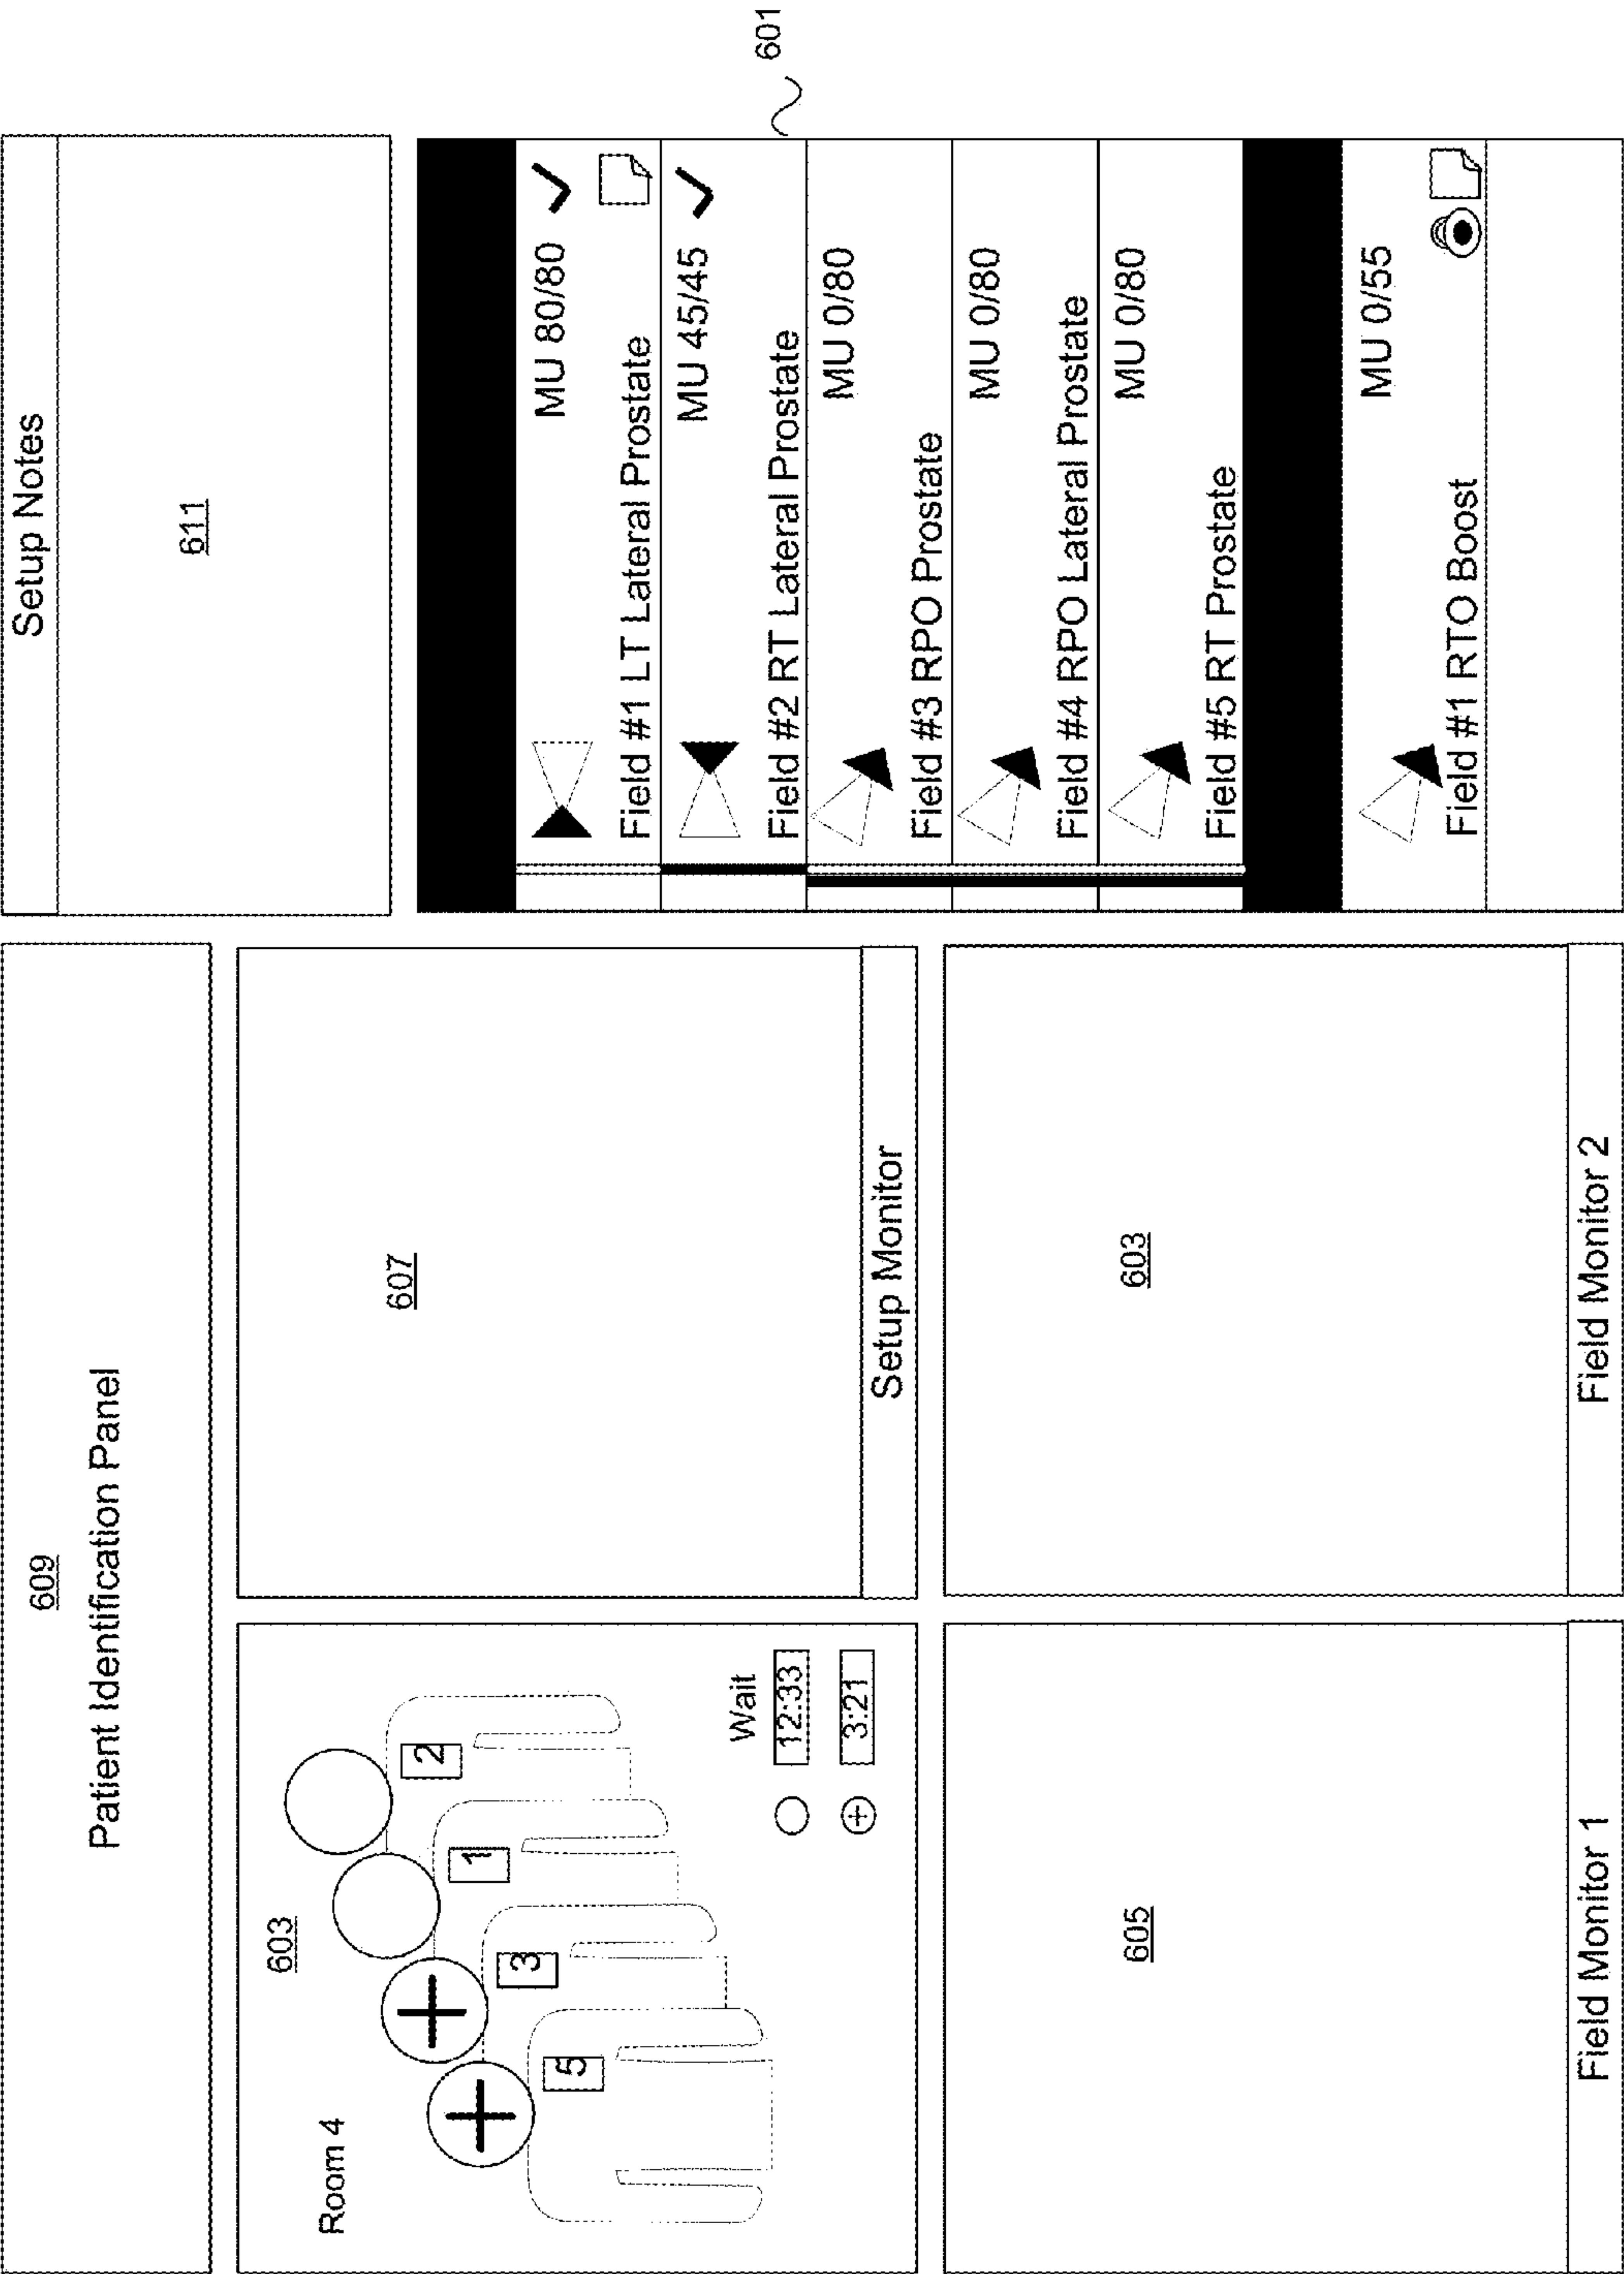 609
Patient Identification Panel
Setup Notes
611
Room 4
603
5
3
1
2
Wait
12:33
3:21
607
Setup Monitor
605
Field Monitor 1
603
Field Monitor 2
MU 80/80
Field #1 LT Lateral Prostate
MU 45/45
Field #2 RT Lateral Prostate
MU 0/80
Field #3 RPO Prostate
MU 0/80
Field #4 RPO Lateral Prostate
MU 0/80
Field #5 RT Prostate
MU 0/55
Field #1 RTO Boost
601